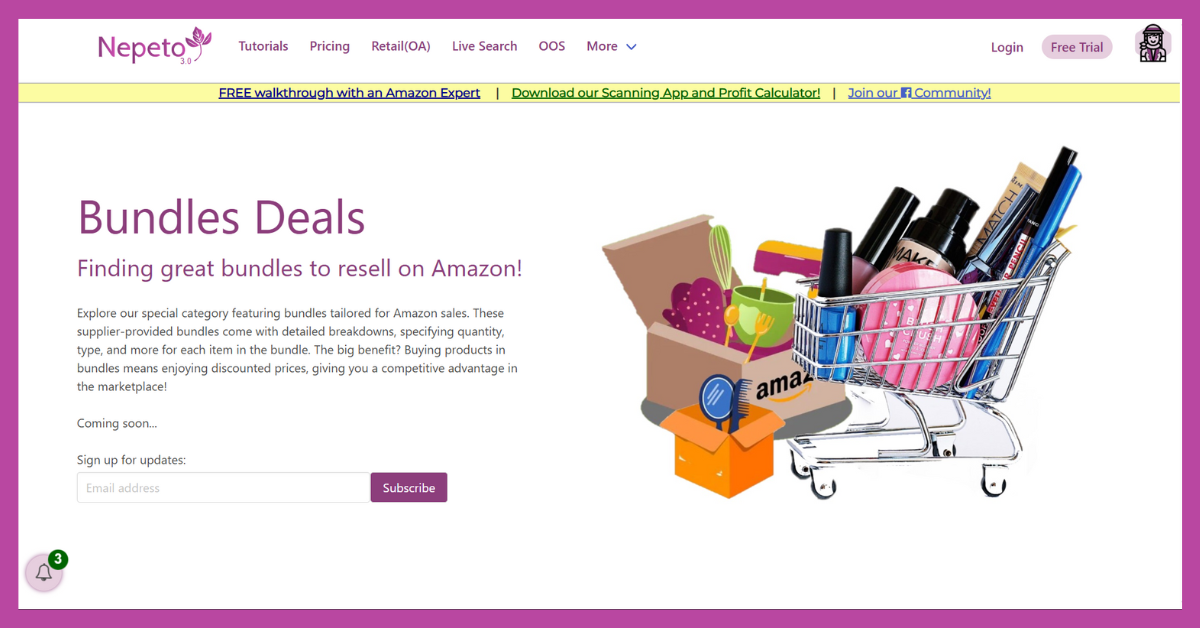 Nepeto
3.0
Tutorials Pricing Retail(OA) Live Search OOS More
Login Free Trial
FREE walkthrough with an Amazon Expert | Download our Scanning App and Profit Calculator! | Join our Community!
Bundles Deals
Finding great bundles to resell on Amazon!
Explore our special category featuring bundles tailored for Amazon sales. These
supplier-provided bundles come with detailed breakdowns, specifying quantity,
type, and more for each item in the bundle. The big benefit? Buying products in
bundles means enjoying discounted prices, giving you a competitive advantage in
the marketplace!
Coming soon...
Sign up for updates:
Email address
Subscribe
3
MATCH
MAKE
PENCIL
amaz